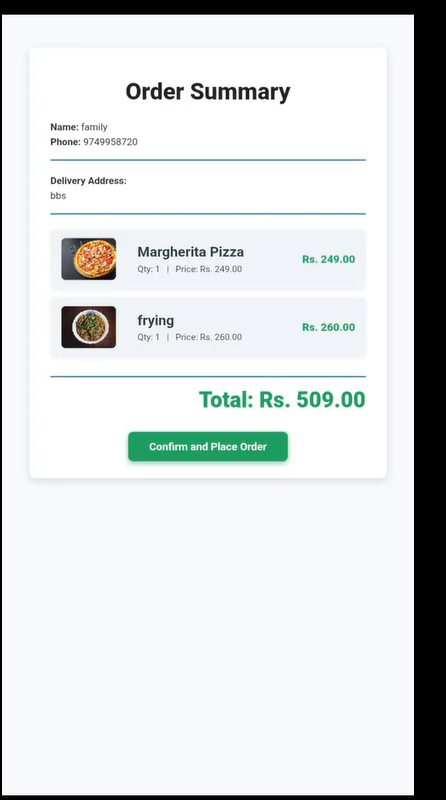 Order Summary
Name: family
Phone: 9749958720
Delivery Address:
bbs
Margherita Pizza
Qty: 1 | Price: Rs. 249.00
Rs. 249.00
frying
Qty: 1 | Price: Rs. 260.00
Rs. 260.00
Total: Rs. 509.00
Confirm and Place Order